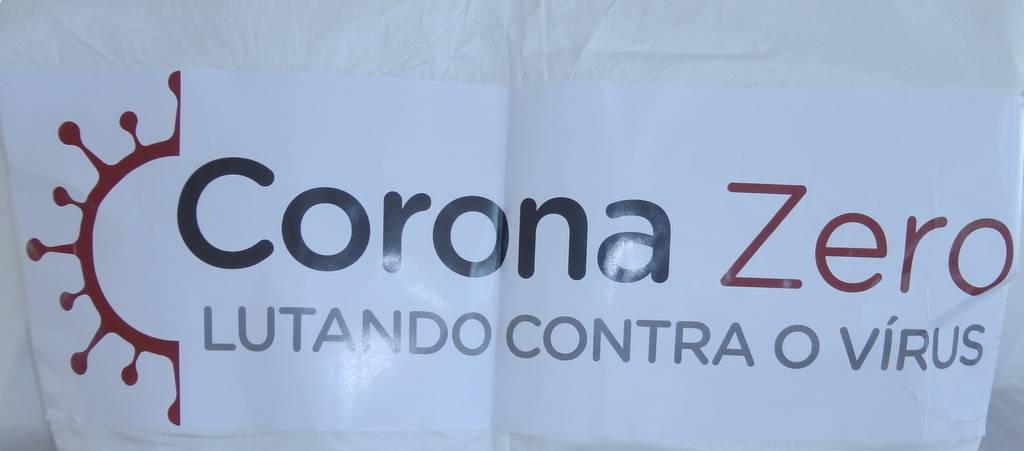 Corona Zero
LUTANDO CONTRA O VÍRUS